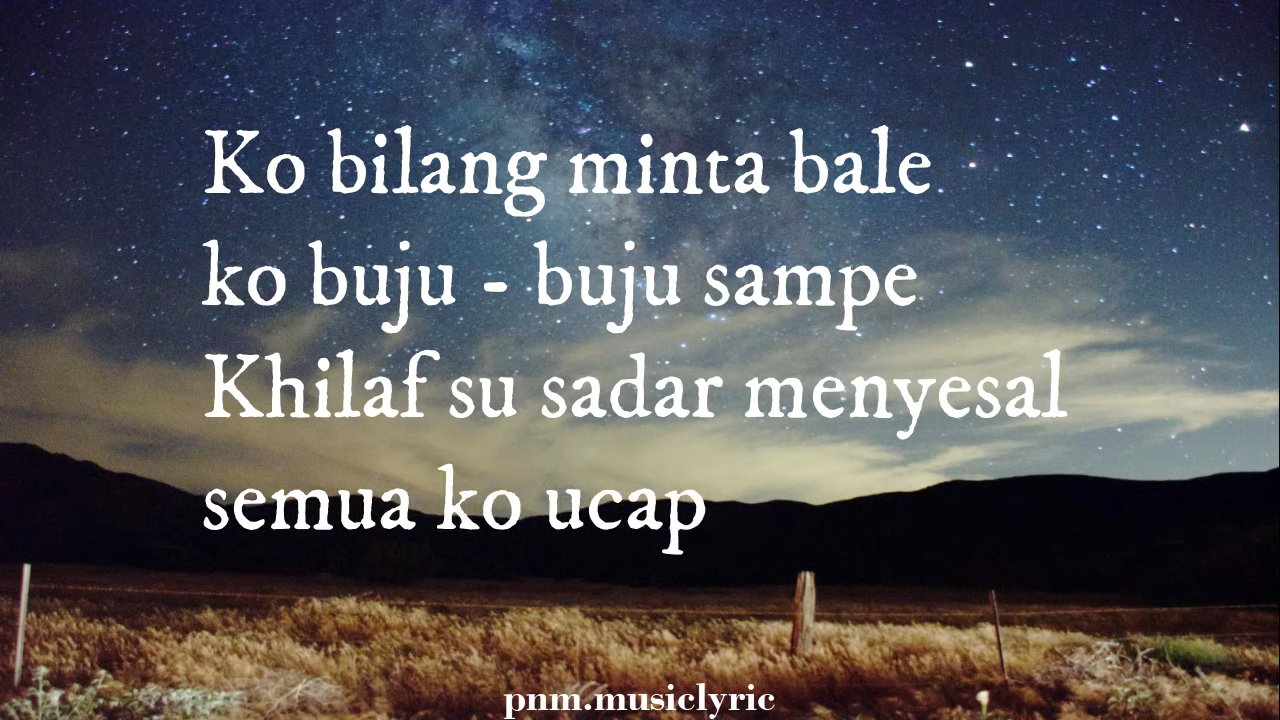 Ko bilang minta bale
ko buju - buju sampe
Khilaf su sadar menyesal
semua ko ucap
pnm.musiclyric